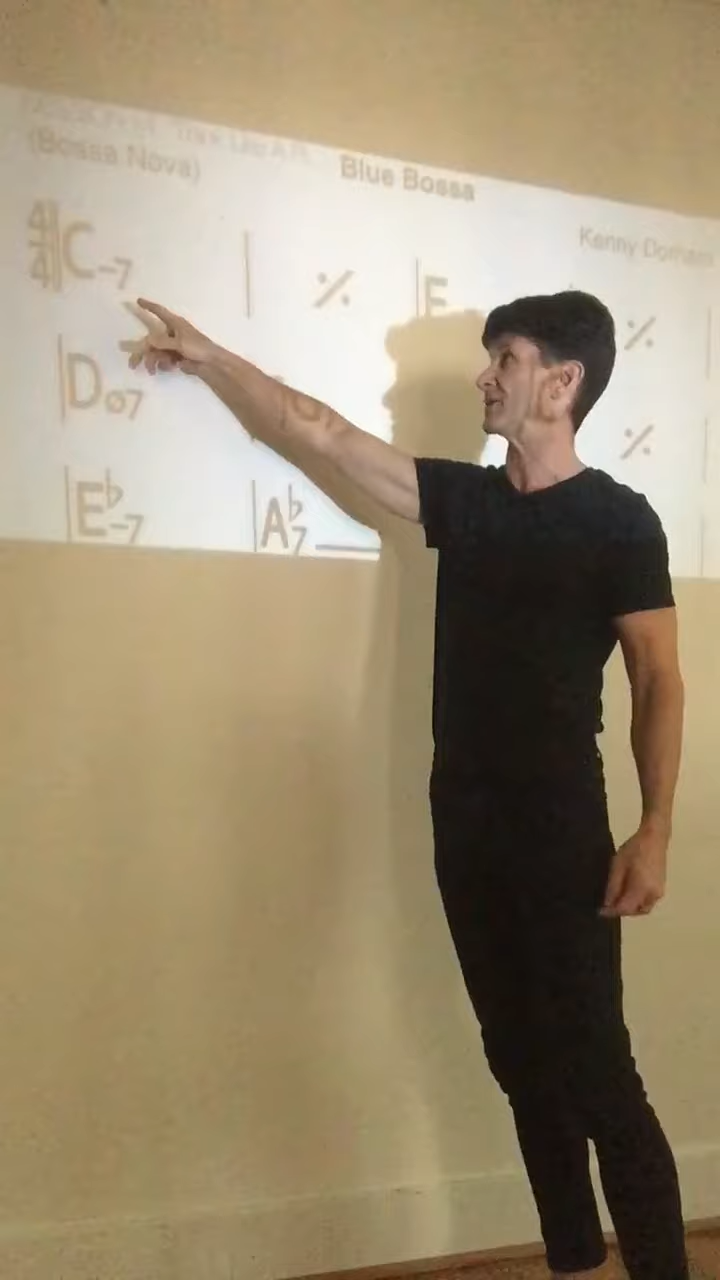 (Bossa Nova) Blue Bossa Kenny Dorham
4/4 C-7 | 𝄎 | F 𝄎
| Dø7 | G 𝄎
| E♭-7 | A♭7